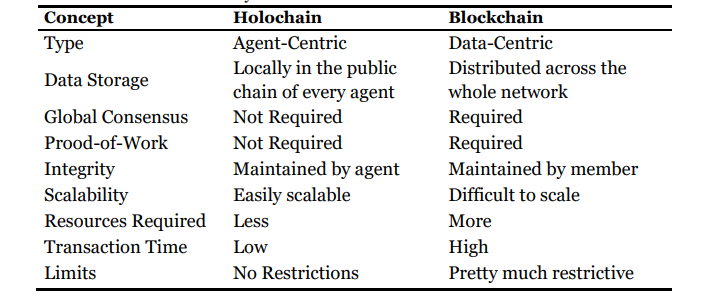 Concept Holochain Blockchain
Type Agent-Centric Data-Centric
Data Storage Locally in the public chain of every agent Distributed across the whole network
Global Consensus Not Required Required
Prood-of-Work Not Required Required
Integrity Maintained by agent Maintained by member
Scalability Easily scalable Difficult to scale
Resources Required Less More
Transaction Time Low High
Limits No Restrictions Pretty much restrictive